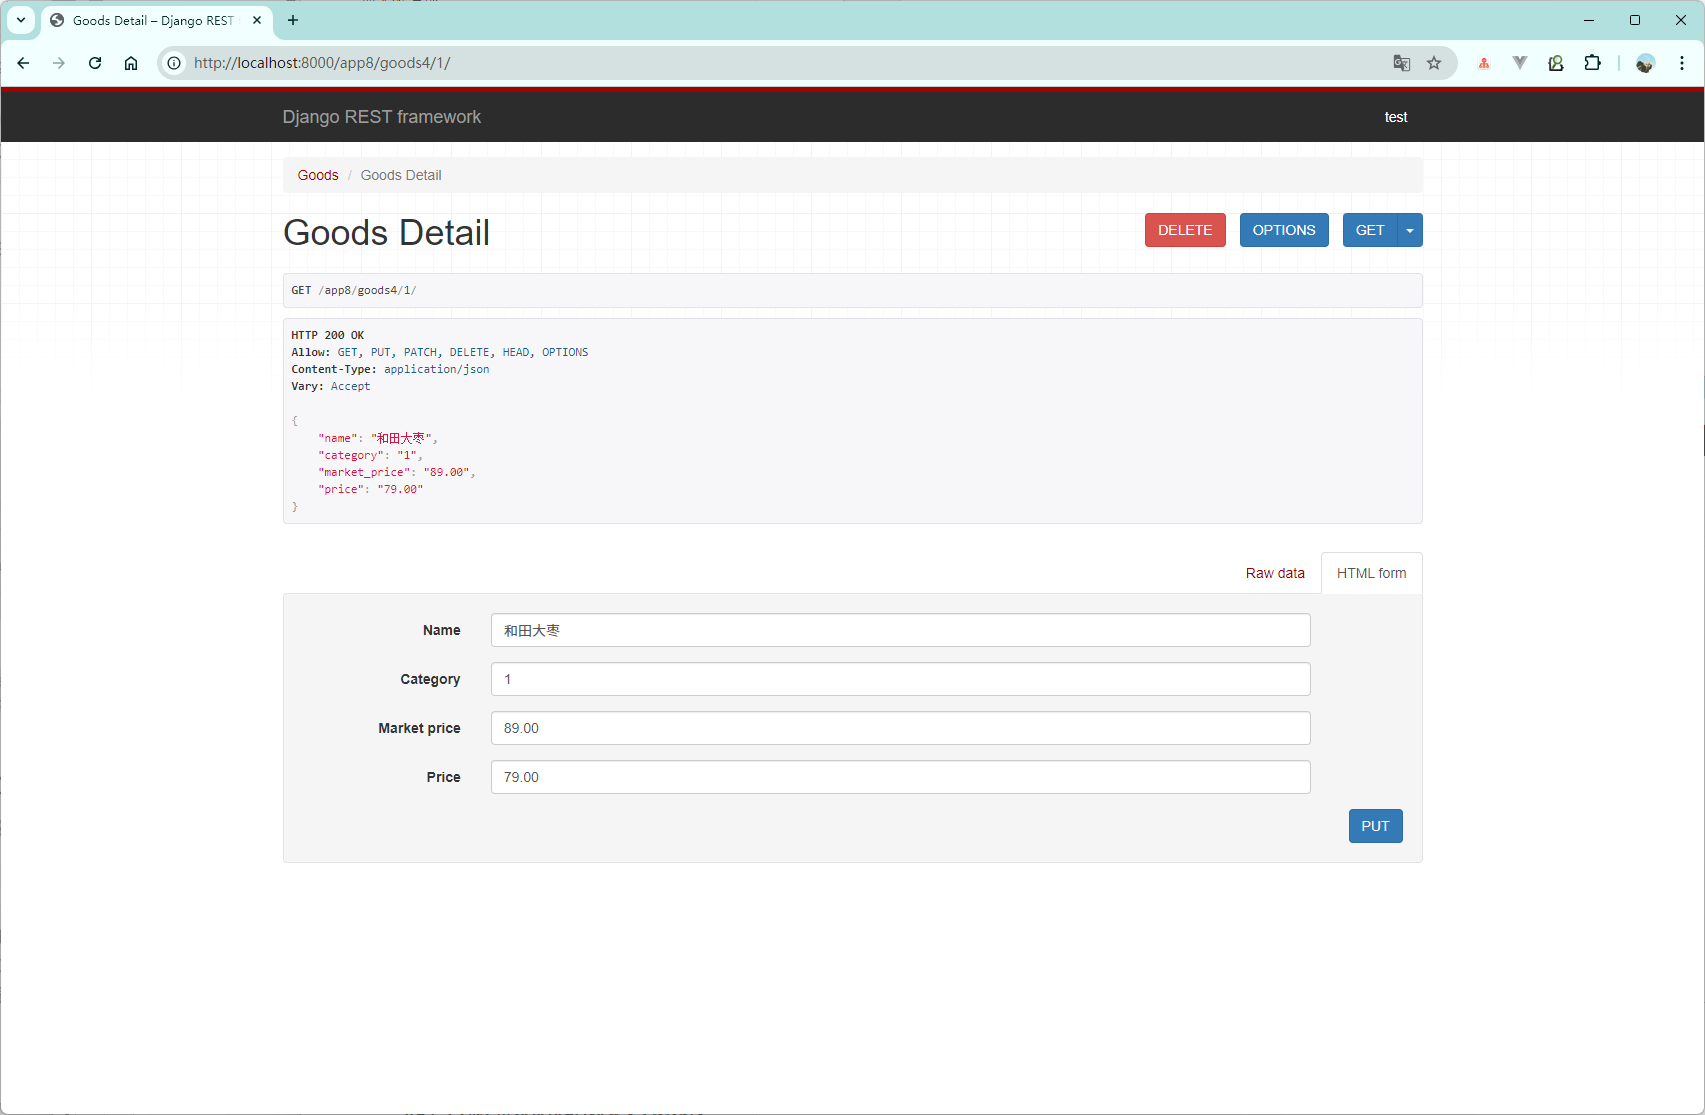 Goods Detail – Django REST
http://localhost:8000/app8/goods4/1/
Django REST framework
test
Goods / Goods Detail
Goods Detail
DELETE
OPTIONS
GET
GET /app8/goods4/1/
HTTP 200 OK
Allow: GET, PUT, PATCH, DELETE, HEAD, OPTIONS
Content-Type: application/json
Vary: Accept
{
"name": "和田大枣",
"category": "1",
"market_price": "89.00",
"price": "79.00"
}
Raw data
HTML form
Name
和田大枣
Category
1
Market price
89.00
Price
79.00
PUT